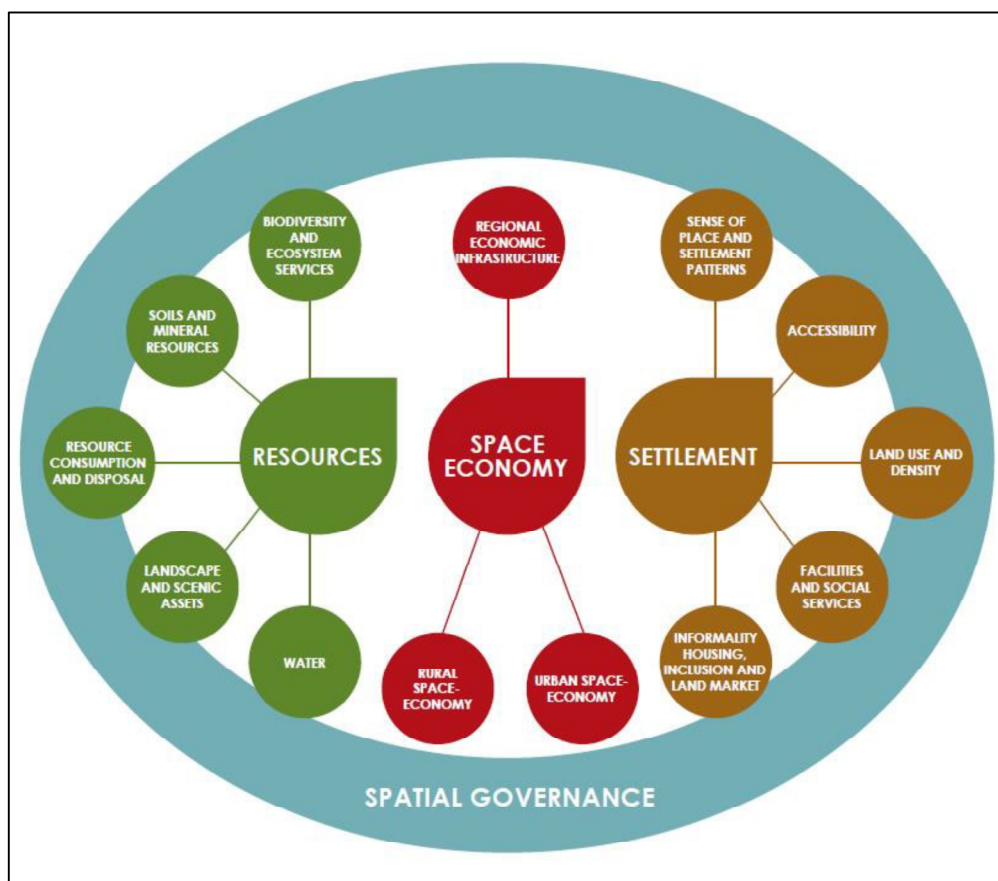 BIODIVERSITY
AND
ECOSYSTEM
SERVICES
SOILS AND
MINERAL
RESOURCES
RESOURCE
CONSUMPTION
AND DISPOSAL
LANDSCAPE
AND SCENIC
ASSETS
WATER
RESOURCES
REGIONAL
ECONOMIC
INFRASTRUCTURE
SPACE
ECONOMY
RURAL
SPACE-
ECONOMY
URBAN SPACE-
ECONOMY
SENSE OF
PLACE AND
SETTLEMENT
PATTERNS
ACCESSIBILITY
SETTLEMENT
LAND USE AND
DENSITY
FACILITIES
AND SOCIAL
SERVICES
INFORMALITY
HOUSING,
INCLUSION AND
LAND MARKET
SPATIAL GOVERNANCE